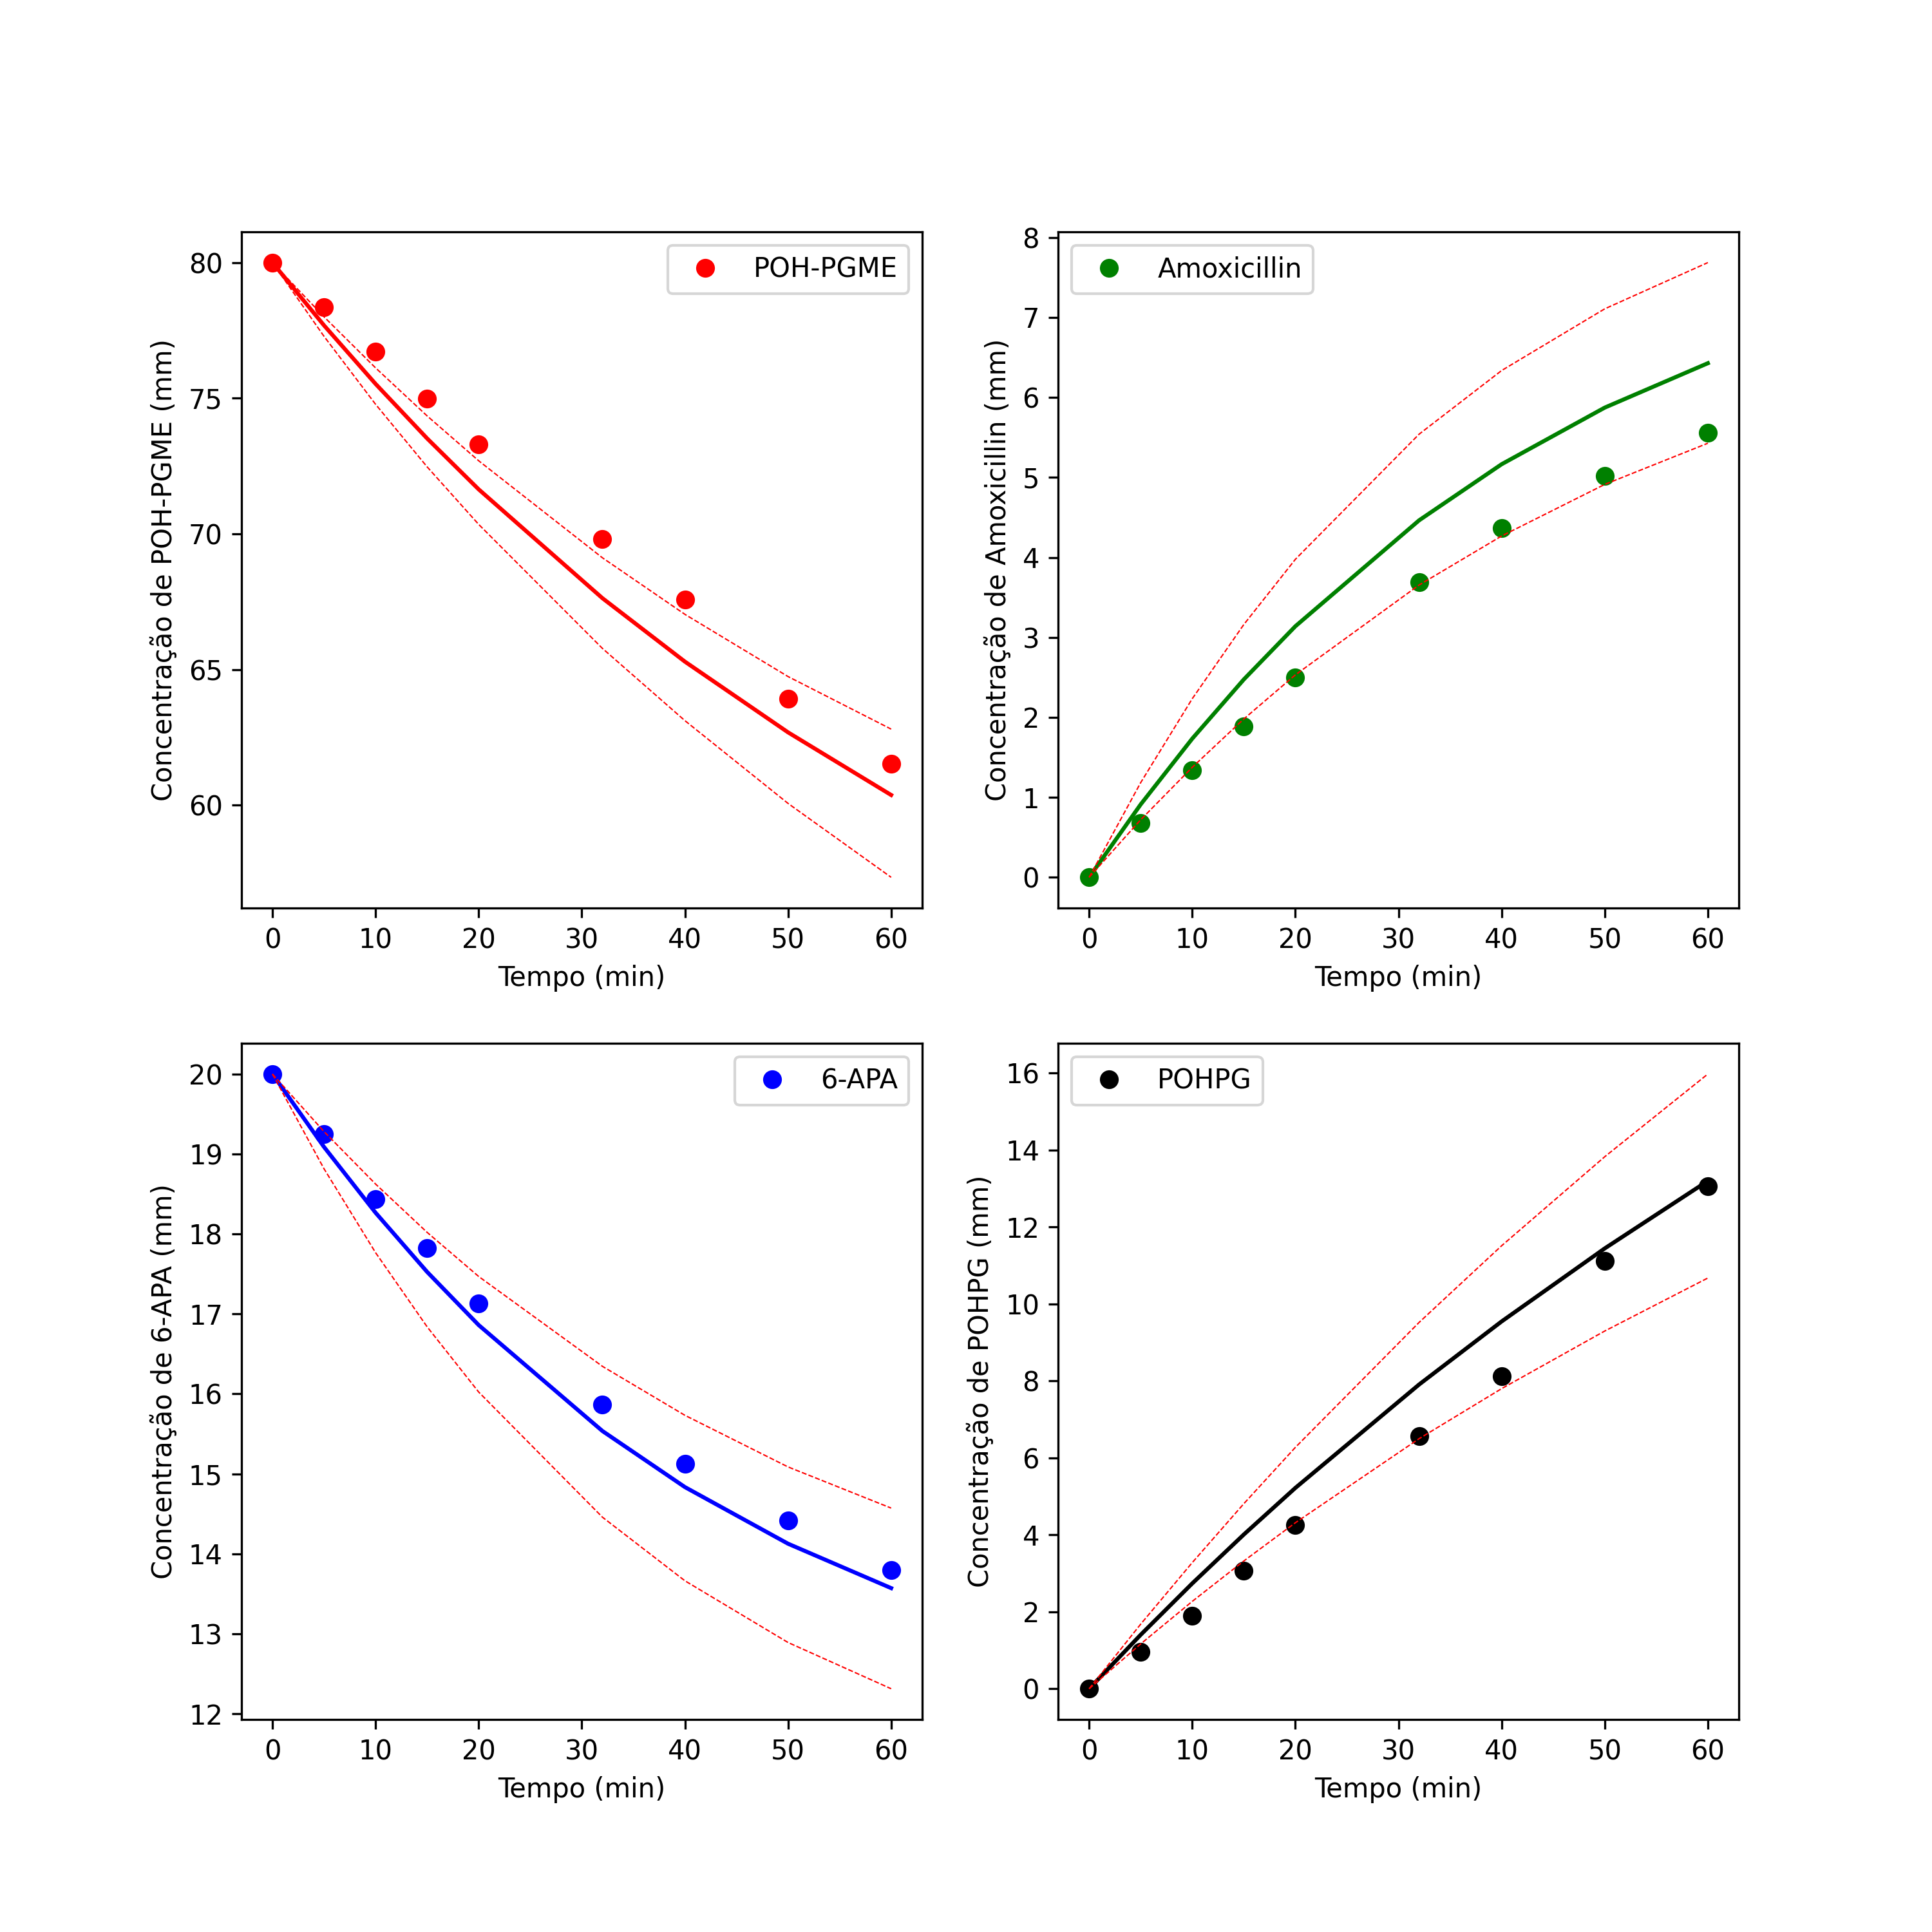 POH-PGME
80
75
70
65
60
Concentração de POH-PGME (mm)
0 10 20 30 40 50 60
Tempo (min)
Amoxicillin
8
7
6
5
4
3
2
1
0
Concentração de Amoxicillin (mm)
0 10 20 30 40 50 60
Tempo (min)
6-APA
20
19
18
17
16
15
14
13
12
Concentração de 6-APA (mm)
0 10 20 30 40 50 60
Tempo (min)
POHPG
16
14
12
10
8
6
4
2
0
Concentração de POHPG (mm)
0 10 20 30 40 50 60
Tempo (min)